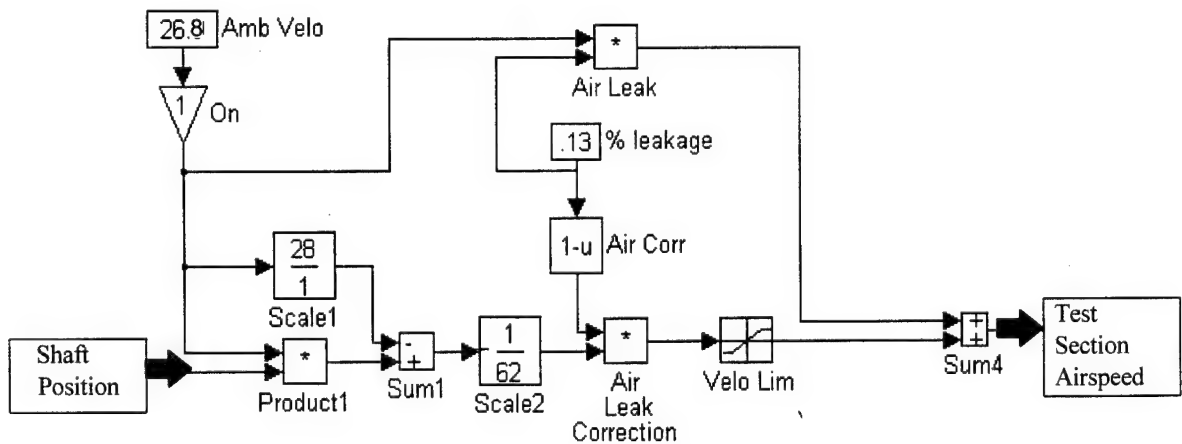 26.8 Amb Velo
1 On
*
Air Leak
.13 % leakage
1-u Air Corr
28
1
Scale1
Shaft
Position
*
Product1
-
+
Sum1
1
62
Scale2
*
Air
Leak
Correction
Velo Lim
+
+
Sum4
Test
Section
Airspeed